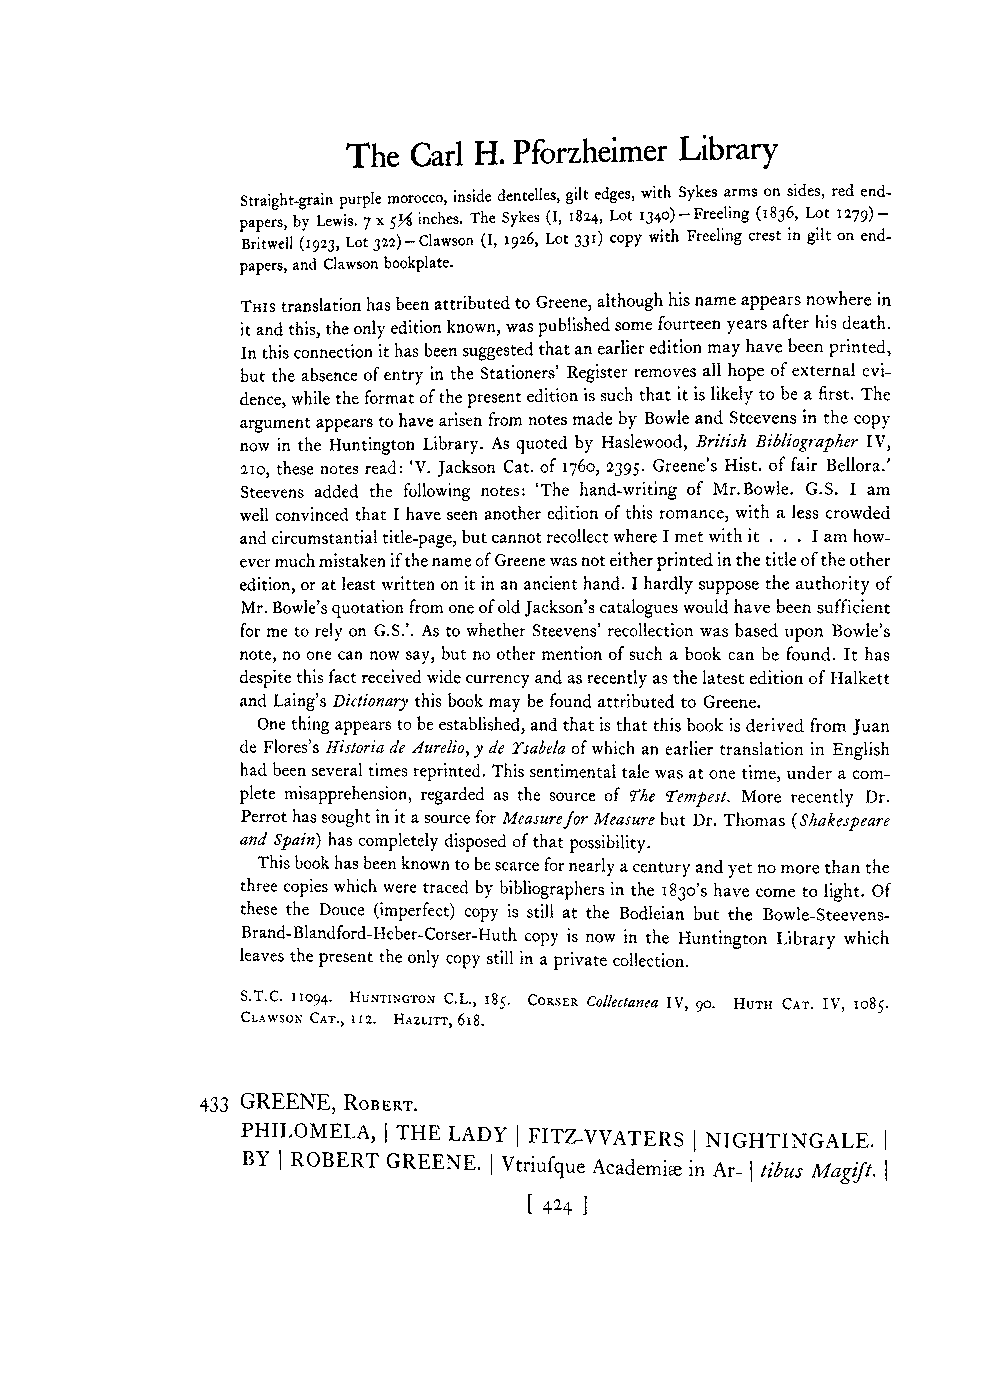 The Carl H. Pforzheimer Library
Straight-grain purple morocco, inside dentelles, gilt edges, with Sykes arms on sides, red end-
papers, by Lewis. 7 x 5⅛ inches. The Sykes (I, 1824, Lot 1340)—Freeling (1836, Lot 1279)—
Britwell (1923, Lot 322)—Clawson (I, 1926, Lot 331) copy with Freeling crest in gilt on end-
papers, and Clawson bookplate.
THIS translation has been attributed to Greene, although his name appears nowhere in
it and this, the only edition known, was published some fourteen years after his death.
In this connection it has been suggested that an earlier edition may have been printed,
but the absence of entry in the Stationers' Register removes all hope of external evi-
dence, while the format of the present edition is such that it is likely to be a first. The
argument appears to have arisen from notes made by Bowle and Steevens in the copy
now in the Huntington Library. As quoted by Haslewood, British Bibliographer IV,
210, these notes read: 'V. Jackson Cat. of 1760, 2395. Greene's Hist. of fair Bellora.'
Steevens added the following notes: 'The hand-writing of Mr. Bowle. G.S. I am
well convinced that I have seen another edition of this romance, with a less crowded
and circumstantial title-page, but cannot recollect where I met with it . . . I am how-
ever much mistaken if the name of Greene was not either printed in the title of the other
edition, or at least written on it in an ancient hand. I hardly suppose the authority of
Mr. Bowle's quotation from one of old Jackson's catalogues would have been sufficient
for me to rely on G.S.'. As to whether Steevens' recollection was based upon Bowle's
note, no one can now say, but no other mention of such a book can be found. It has
despite this fact received wide currency and as recently as the latest edition of Halkett
and Laing's Dictionary this book may be found attributed to Greene.
One thing appears to be established, and that is that this book is derived from Juan
de Flores's Historia de Aurelio, y de Ysabela of which an earlier translation in English
had been several times reprinted. This sentimental tale was at one time, under a com-
plete misapprehension, regarded as the source of The Tempest. More recently Dr.
Perrot has sought in it a source for Measure for Measure but Dr. Thomas (Shakespeare
and Spain) has completely disposed of that possibility.
This book has been known to be scarce for nearly a century and yet no more than the
three copies which were traced by bibliographers in the 1830's have come to light. Of
these the Douce (imperfect) copy is still at the Bodleian but the Bowle-Steevens-
Brand-Blandford-Heber-Corser-Huth copy is now in the Huntington Library which
leaves the present the only copy still in a private collection.
S.T.C. 11094. HUNTINGTON C.L., 185. CORSER Collectanea IV, 90. HUTH CAT. IV, 1085.
CLAWSON CAT., 112. HAZLITT, 618.
433 GREENE, ROBERT.
PHILOMELA, | THE LADY | FITZ-VVATERS | NIGHTINGALE. |
BY | ROBERT GREENE. | Vtriuſque Academiæ in Ar- | tibus Magiſt. |
[ 424 ]